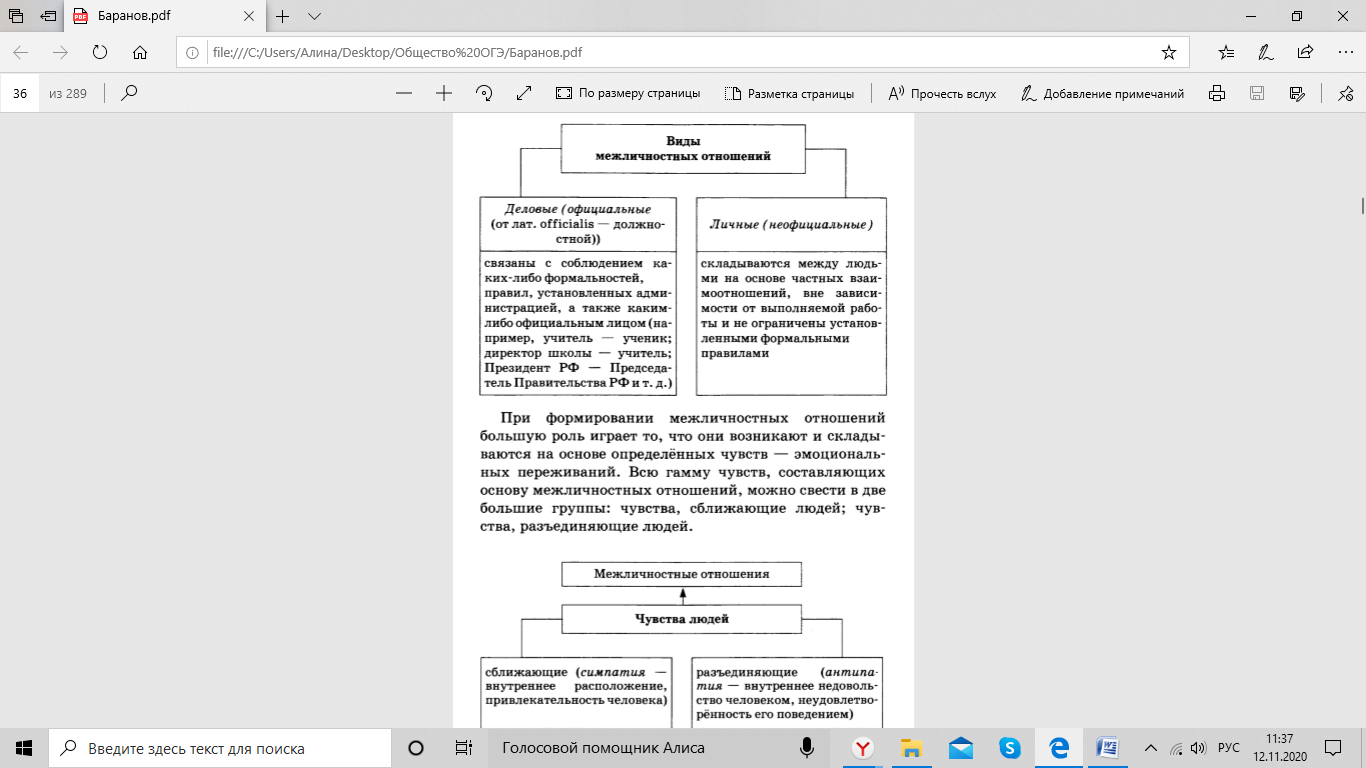 Баранов.pdf
file:///C:/Users/Алина/Desktop/Общество%20ОГЭ/Баранов.pdf
36 из 289
По размеру страницы
Разметка страницы
Прочесть вслух
Добавление примечаний
Виды
межличностных отношений
Деловые (официальные
(от лат. officialis — должно-
стной))
связаны с соблюдением ка-
ких-либо формальностей,
правил, установленных адми-
нистрацией, а также каким-
либо официальным лицом (на-
пример, учитель — ученик;
директор школы — учитель;
Президент РФ — Председа-
тель Правительства РФ и т. д.)
Личные (неофициальные)
складываются между людь-
ми на основе частных взаи-
моотношений, вне зависи-
мости от выполняемой рабо-
ты и не ограничены установ-
ленными формальными
правилами
При формировании межличностных отношений
большую роль играет то, что они возникают и склады-
ваются на основе определённых чувств — эмоциональ-
ных переживаний. Всю гамму чувств, составляющих
основу межличностных отношений, можно свести в две
большие группы: чувства, сближающие людей; чув-
ства, разъединяющие людей.
Межличностные отношения
Чувства людей
сближающие (симпатия —
внутреннее расположение,
привлекательность человека)
разъединяющие (антипа-
тия — внутреннее недоволь-
ство человеком, неудовлетво-
рённость его поведением)
Введите здесь текст для поиска
Голосовой помощник Алиса
РУС
11:37
12.11.2020